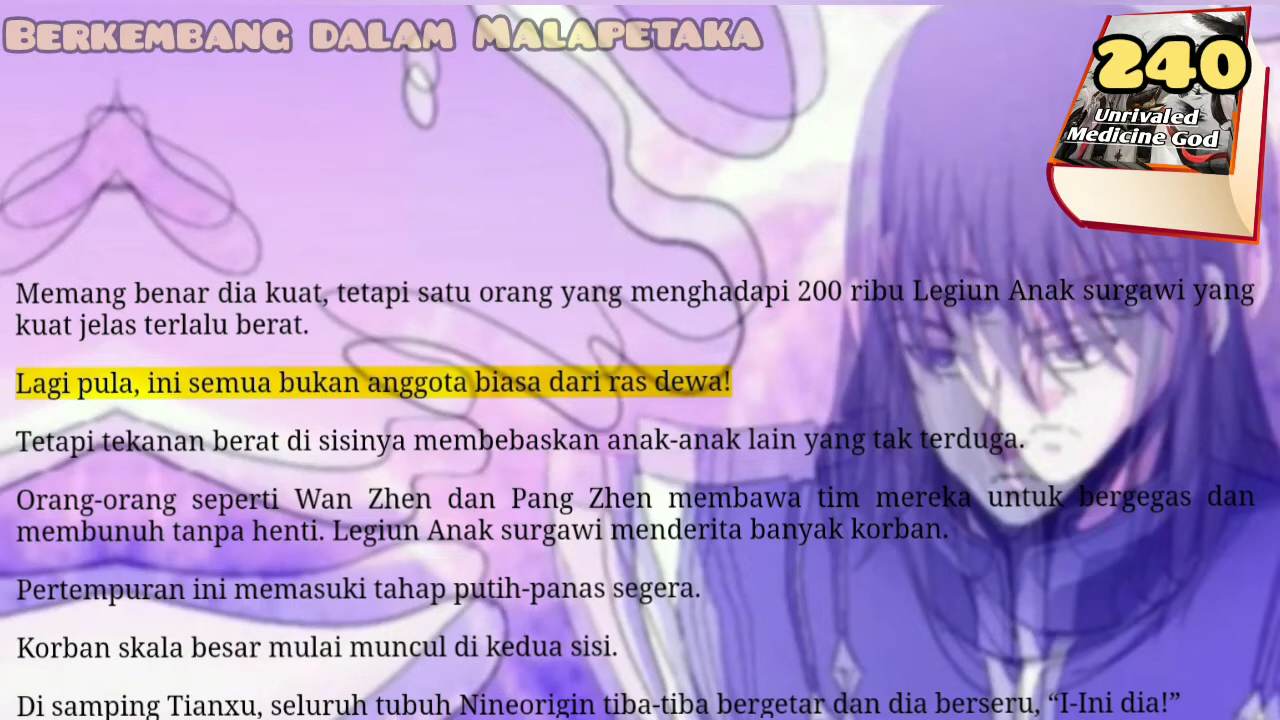 Berkembang dalam Malapetaka
240
Unrivaled
Medicine God
Memang benar dia kuat, tetapi satu orang yang menghadapi 200 ribu Legiun Anak surgawi yang
kuat jelas terlalu berat.
Lagi pula, ini semua bukan anggota biasa dari ras dewa!
Tetapi tekanan berat di sisinya membebaskan anak-anak lain yang tak terduga.
Orang-orang seperti Wan Zhen dan Pang Zhen membawa tim mereka untuk bergegas dan
membunuh tanpa henti. Legiun Anak surgawi menderita banyak korban.
Pertempuran ini memasuki tahap putih-panas segera.
Korban skala besar mulai muncul di kedua sisi.
Di samping Tianxu, seluruh tubuh Nineorigin tiba-tiba bergetar dan dia berseru, “I-Ini dia!”